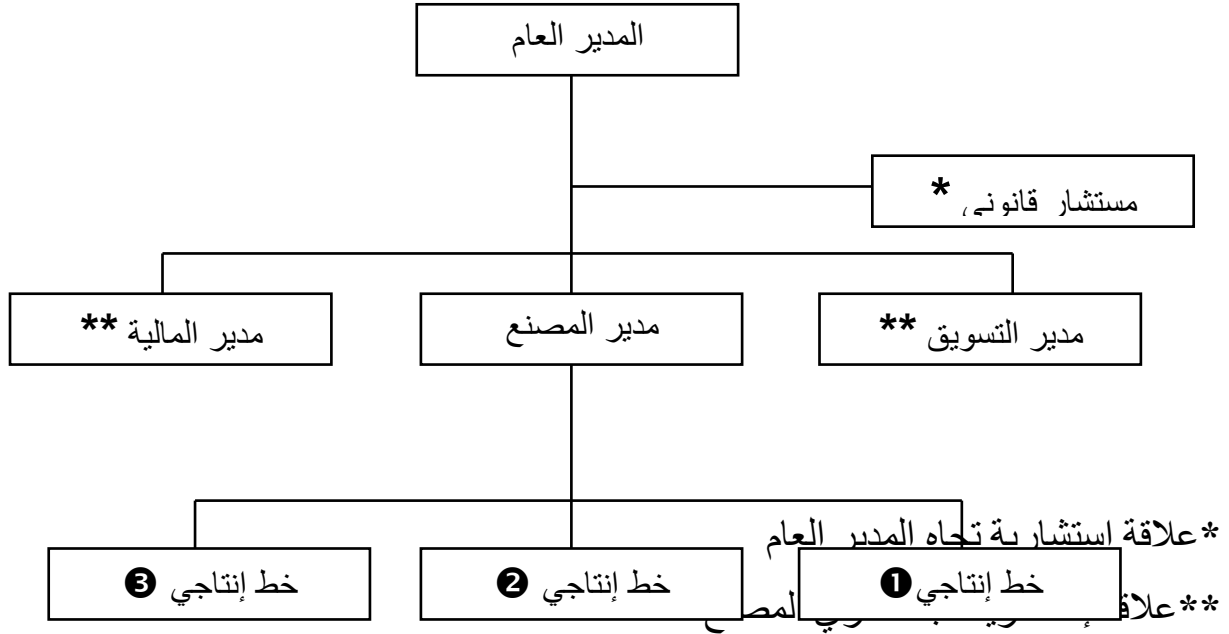 المدير العام
مستشار قانوني *
مدير التسويق **
مدير المصنع
مدير المالية **
*علاقة استشارية تجاه المدير العام
خط إنتاجي ❶
خط إنتاجي ❷
خط إنتاجي ❸
**